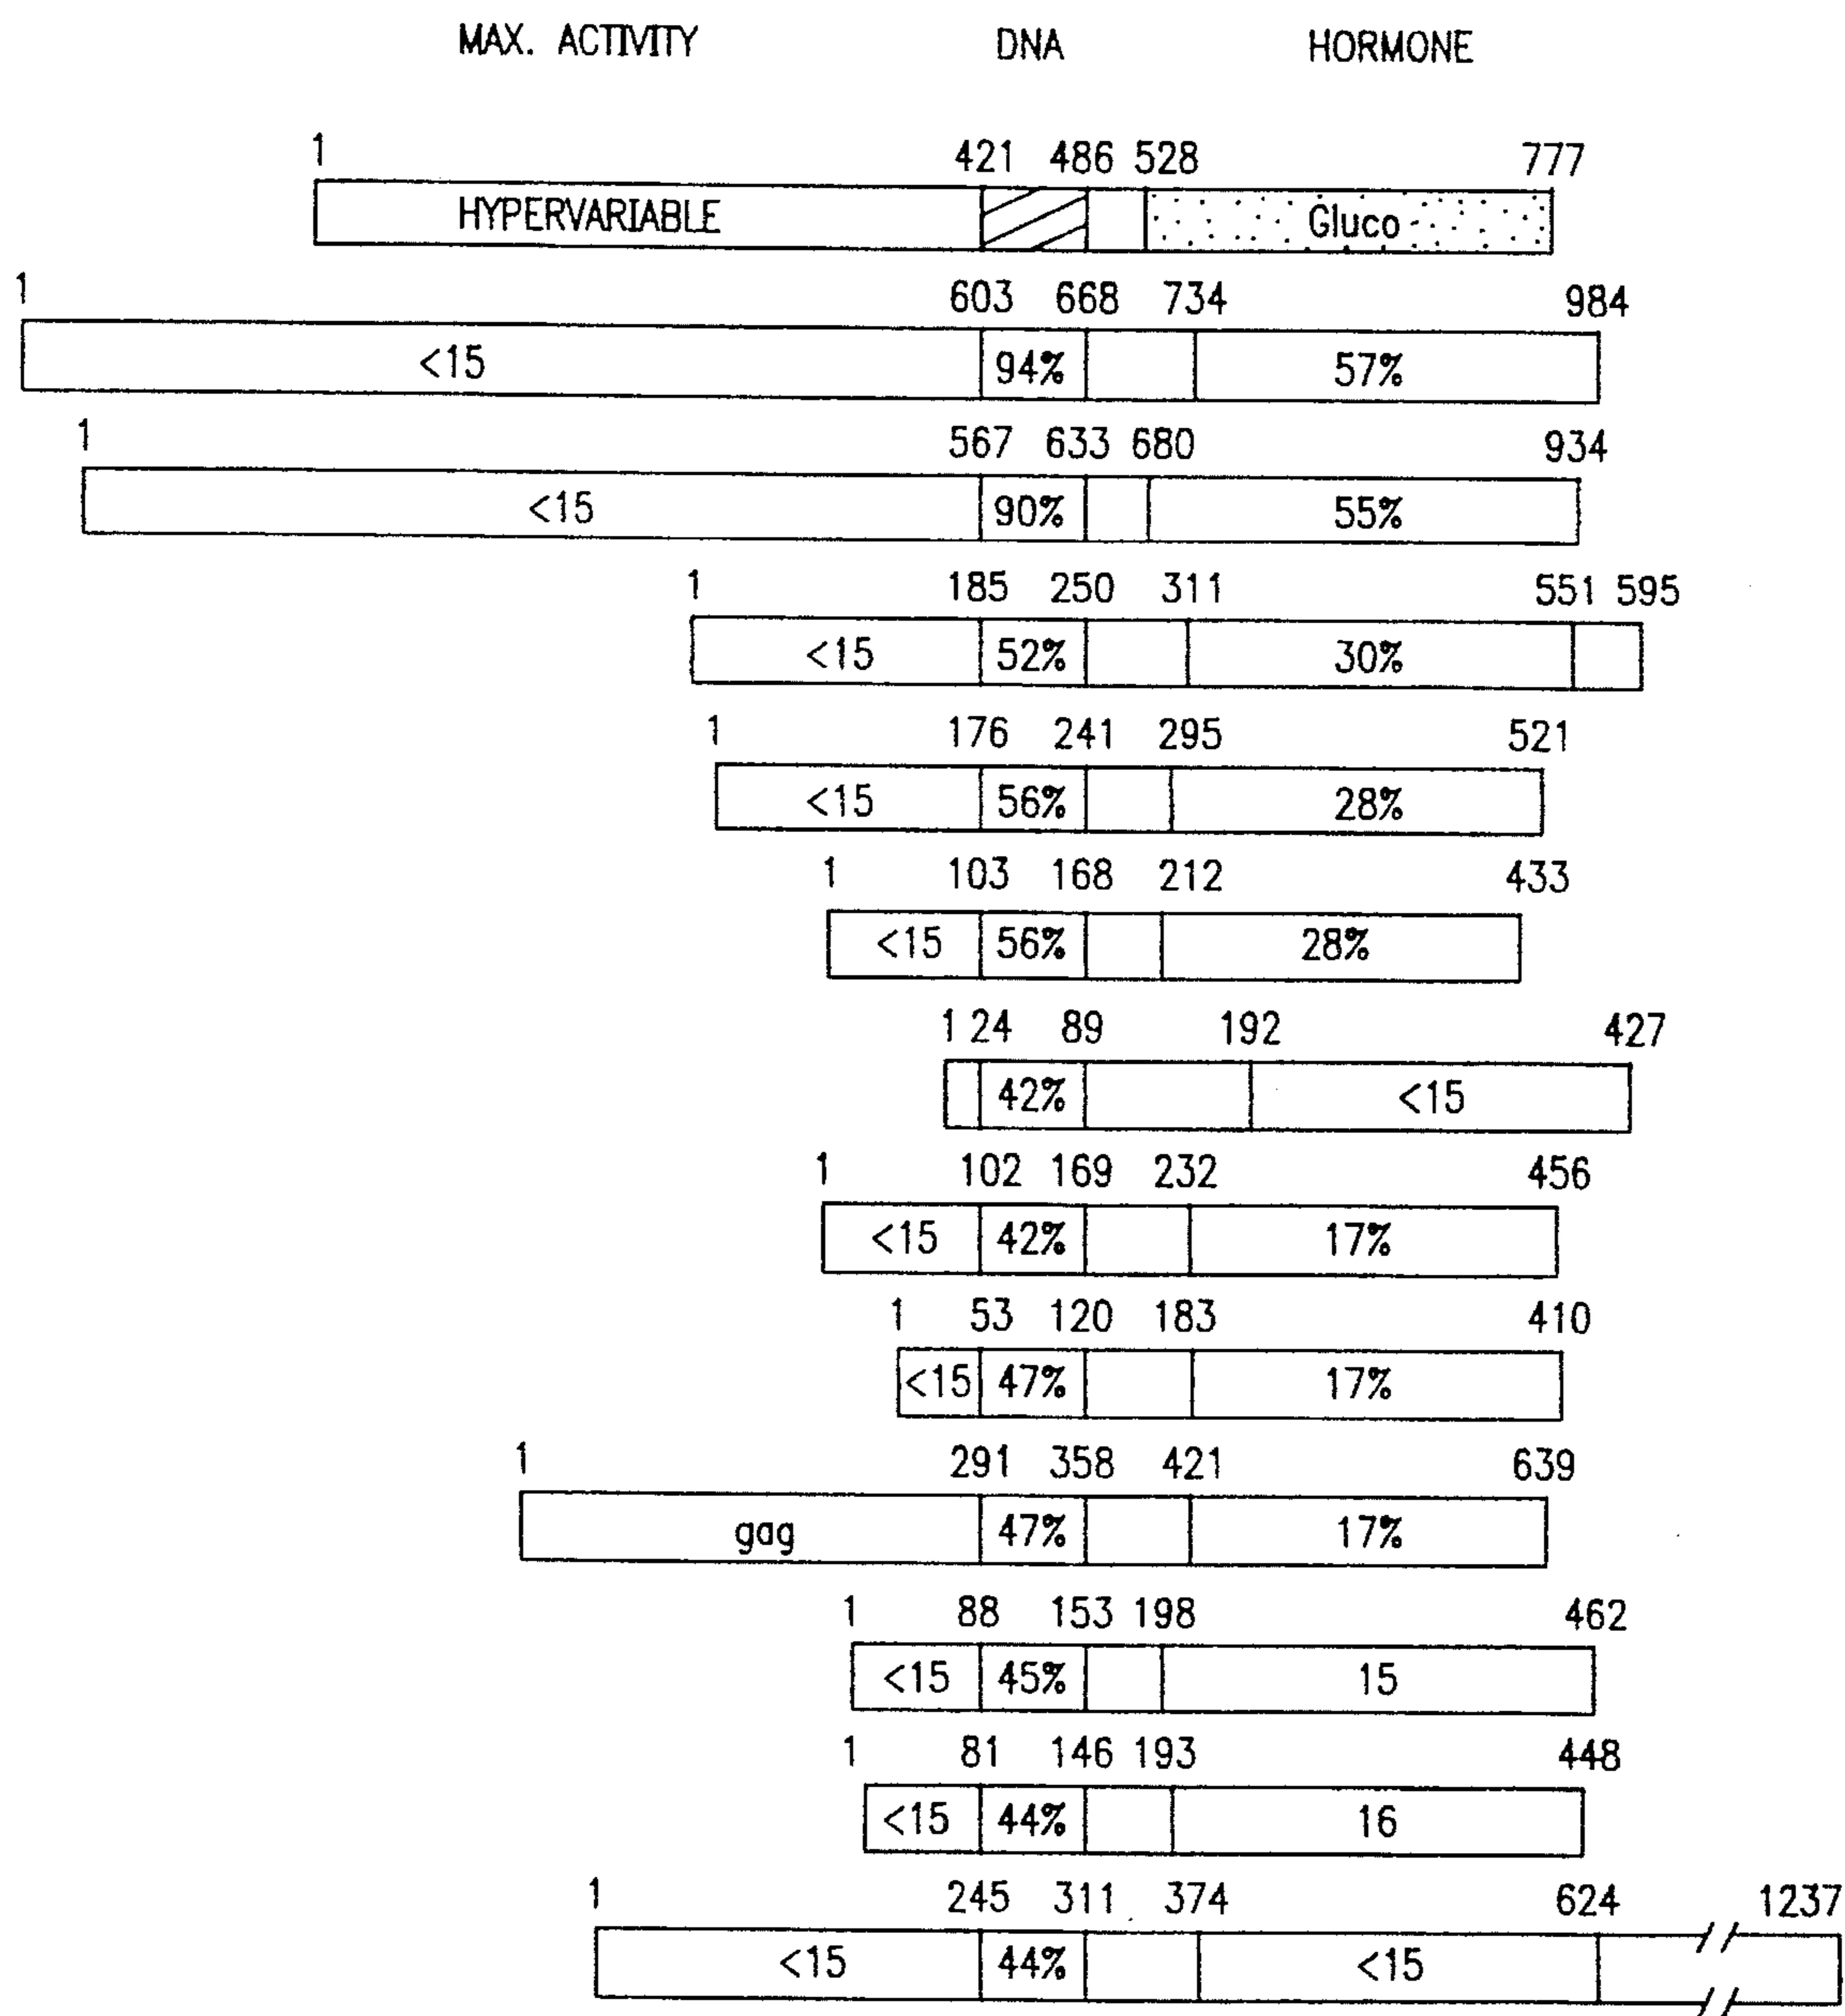 MAX. ACTIVITY DNA HORMONE
1 421 486 528 777
HYPERVARIABLE Gluco
1 603 668 734 984
<15 94% 57%
1 567 633 680 934
<15 90% 55%
1 185 250 311 551 595
<15 52% 30%
1 176 241 295 521
<15 56% 28%
1 103 168 212 433
<15 56% 28%
1 24 89 192 427
42% <15
1 102 169 232 456
<15 42% 17%
1 53 120 183 410
<15 47% 17%
1 291 358 421 639
gag 47% 17%
1 88 153 198 462
<15 45% 15
1 81 146 193 448
<15 44% 16
1 245 311 374 624 1237
<15 44% <15